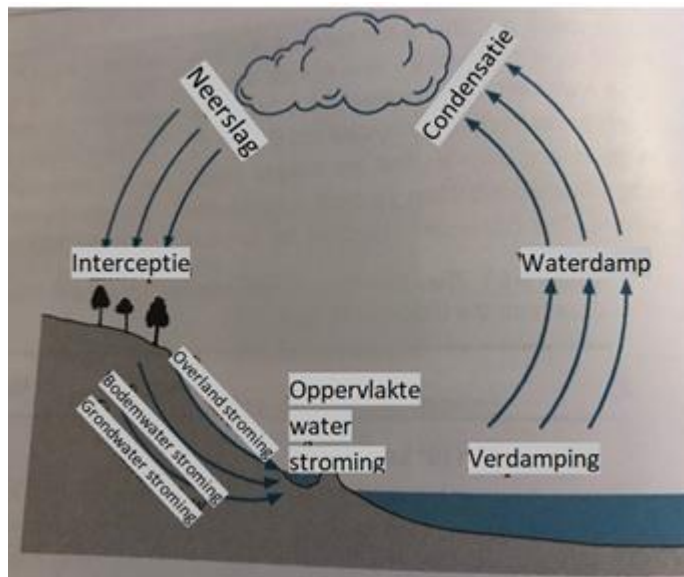 Neerslag
Condensatie
Interceptie
Waterdamp
Overland stroming
Bodemwater stroming
Grondwater stroming
Oppervlakte
water
stroming
Verdamping